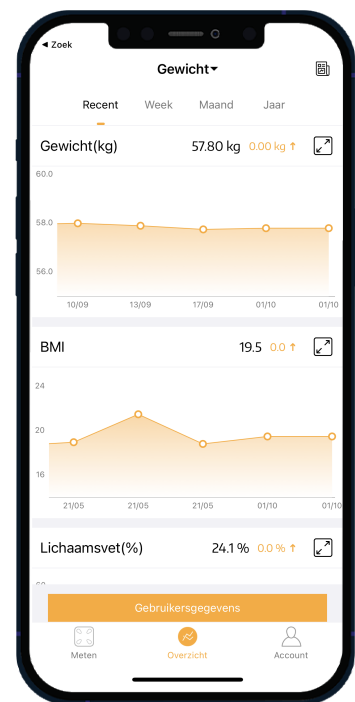 ◂ Zoek
Gewicht▾
Recent Week Maand Jaar
Gewicht(kg) 57.80 kg 0.00 kg ↑
60.0
58.0
56.0
10/09 13/09 17/09 01/10 01/10
BMI 19.5 0.0 ↑
24
20
16
21/05 21/05 21/05 01/10 01/10
Lichaamsvet(%) 24.1 % 0.0 % ↑
Gebruikersgegevens
Meten Overzicht Account